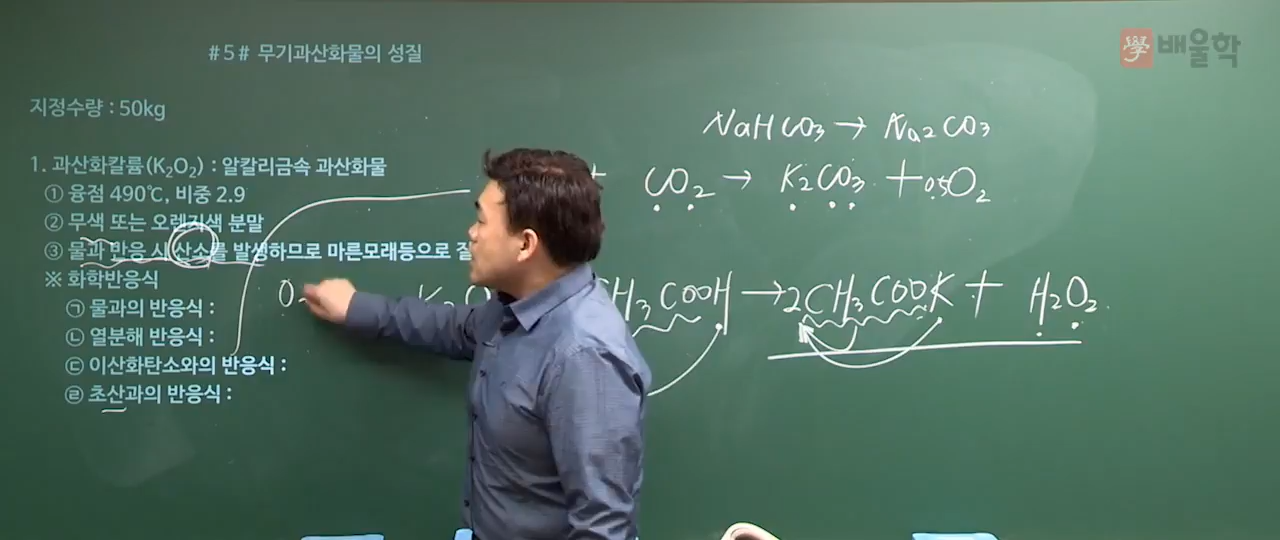 #5# 무기과산화물의 성질
學 배울학
지정수량 : 50kg
NaHCO₃ → Na₂CO₃
1. 과산화칼륨(K₂O₂) : 알칼리금속 과산화물
+ CO₂ → K₂CO₃ + 0.5O₂
① 융점 490℃, 비중 2.9
② 무색 또는 오렌지색 분말
③ 물과 반응 시 산소를 발생하므로 마른모래등으로 질
※ 화학반응식
O K₂O H₃COOH → 2CH₃COOK + H₂O₂
㉠ 물과의 반응식 :
㉡ 열분해 반응식 :
㉢ 이산화탄소와의 반응식 :
㉣ 초산과의 반응식 :